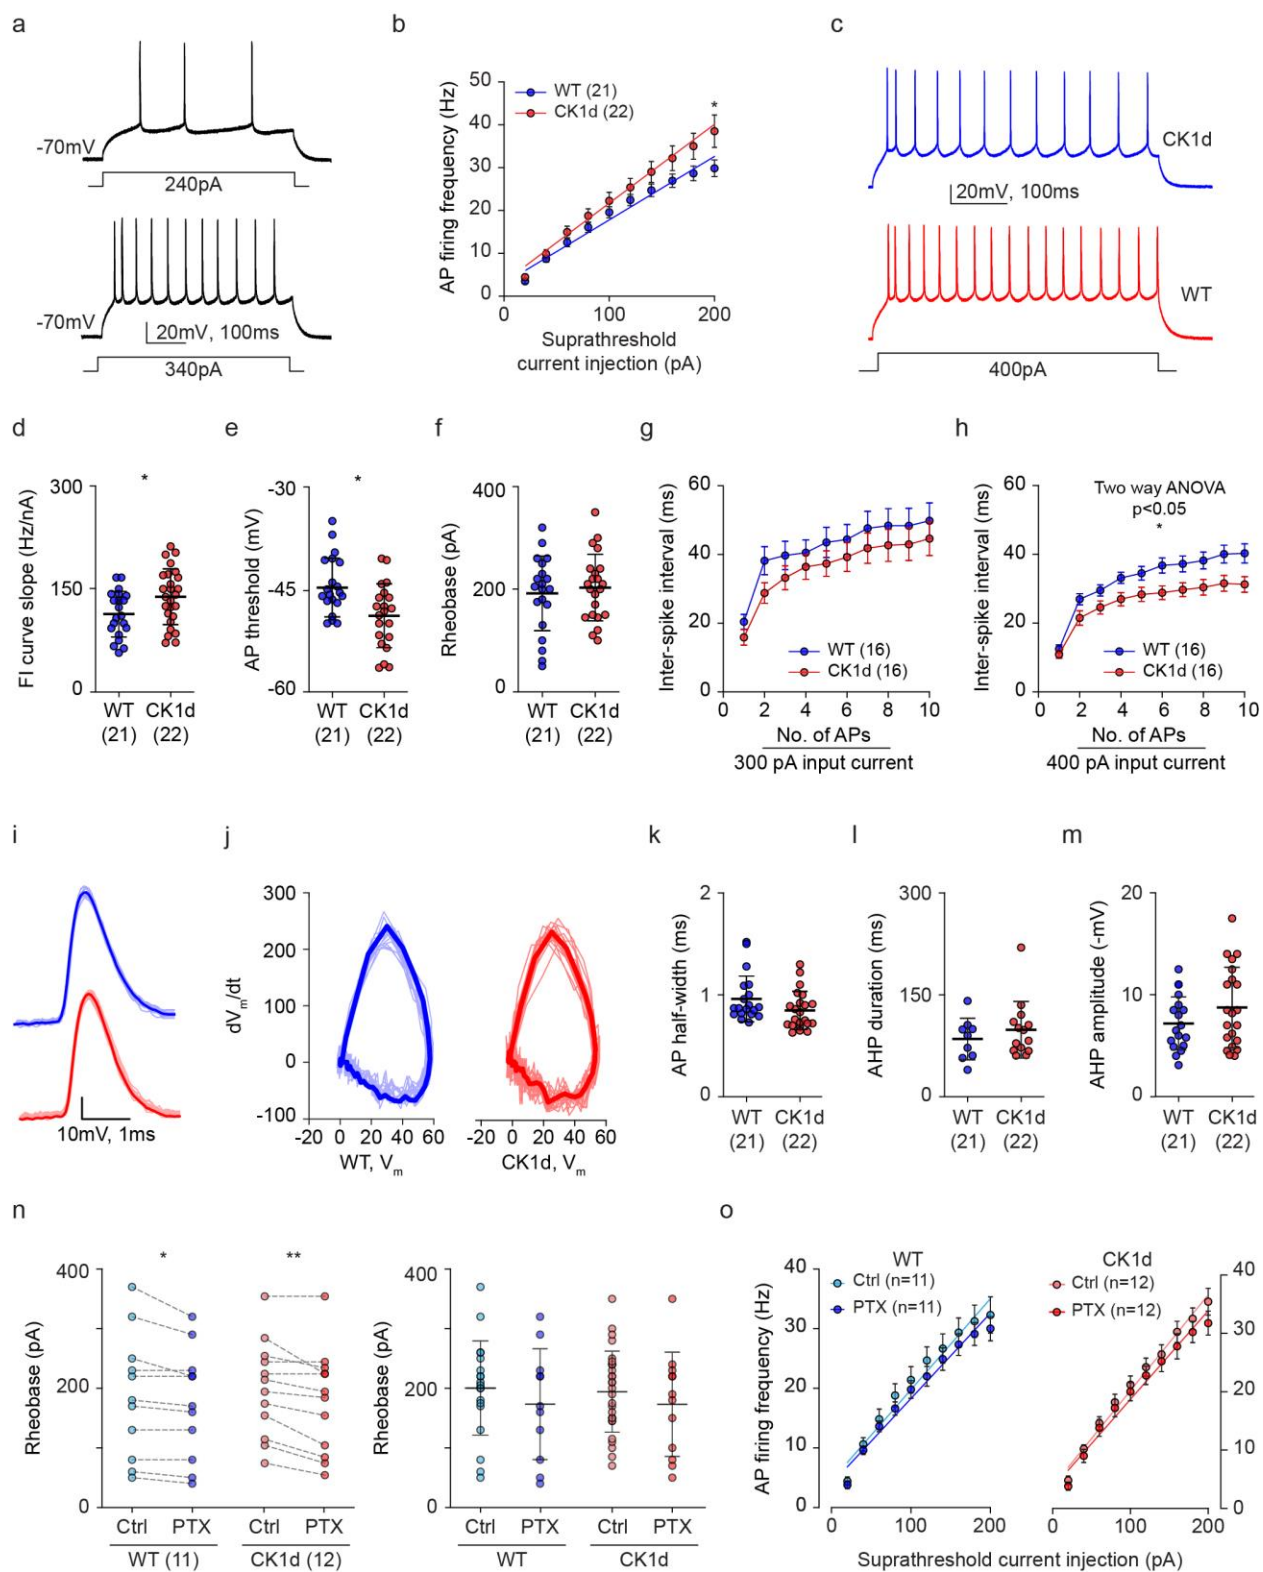 a
-70mV
240pA
-70mV
20mV, 100ms
340pA
b
50
40
30
20
10
0
AP firing frequency (Hz)
WT (21)
CK1d (22)
*
0
100
200
Suprathreshold
current injection (pA)
c
CK1d
20mV, 100ms
WT
400pA
d
*
300
150
0
FI curve slope (Hz/nA)
WT
(21)
CK1d
(22)
e
*
-30
-45
-60
AP threshold (mV)
WT
(21)
CK1d
(22)
f
400
200
0
Rheobase (pA)
WT
(21)
CK1d
(22)
g
60
40
20
0
Inter-spike interval (ms)
WT (16)
CK1d (16)
0 2 4 6 8 10
No. of APs
300 pA input current
h
60
40
20
0
Inter-spike interval (ms)
Two way ANOVA
p<0.05
*
WT (16)
CK1d (16)
0 2 4 6 8 10
No. of APs
400 pA input current
i
10mV, 1ms
j
300
200
100
0
-100
dVm/dt
-20 0 20 40 60
WT, Vm
-20 0 20 40 60
CK1d, Vm
k
2
1
0
AP half-width (ms)
WT
(21)
CK1d
(22)
l
300
150
0
AHP duration (ms)
WT
(21)
CK1d
(22)
m
20
10
0
AHP amplitude (-mV)
WT
(21)
CK1d
(22)
n
*
**
400
200
0
Rheobase (pA)
Ctrl PTX
WT (11)
Ctrl PTX
CK1d (12)
400
200
0
Rheobase (pA)
Ctrl PTX
WT
Ctrl PTX
CK1d
o
40
30
20
10
0
AP firing frequency (Hz)
WT
Ctrl (n=11)
PTX (n=11)
0 100 200
CK1d
Ctrl (n=12)
PTX (n=12)
40
30
20
10
0
0 100 200
Suprathreshold current injection (pA)